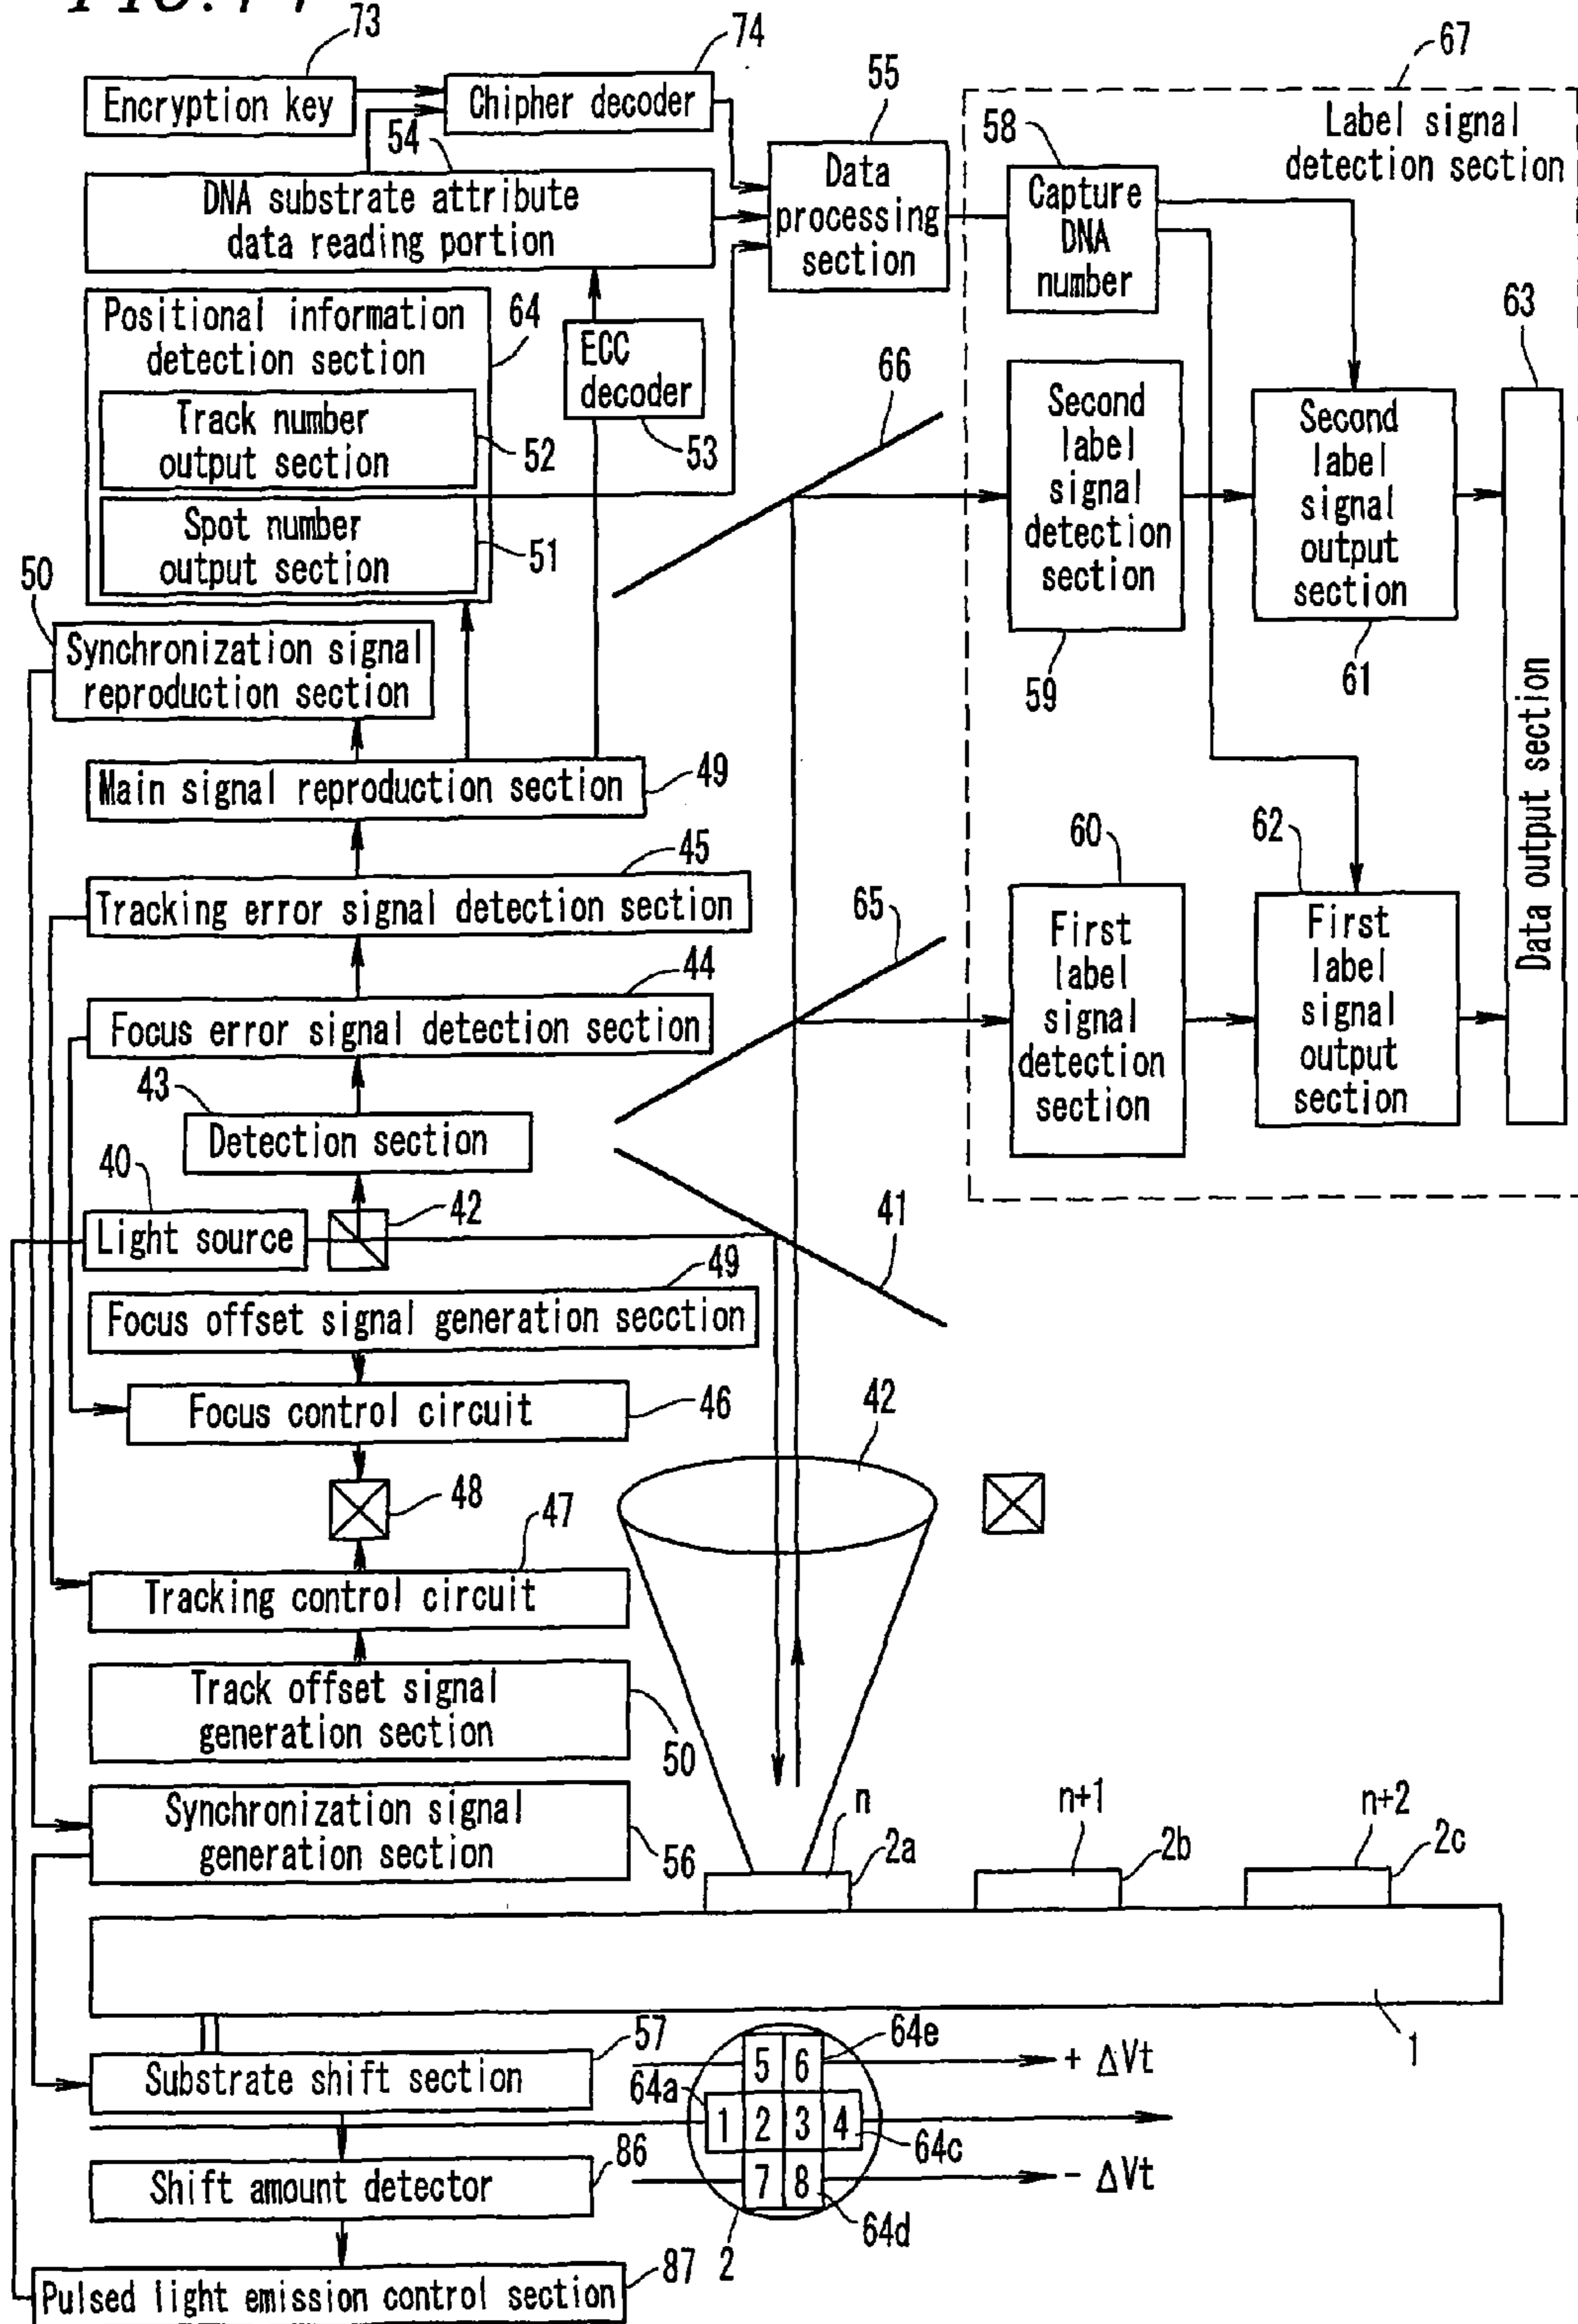 73
74
67
Encryption key
Chipher decoder
55
58
Label signal
detection section
54
DNA substrate attribute
data reading portion
Data
processing
section
Capture
DNA
number
Positional information
detection section
64
ECC
decoder
53
66
63
Track number
output section
52
Spot number
output section
51
Second
label
signal
detection
section
59
Second
label
signal
output
section
61
Data output section
50
Synchronization signal
reproduction section
Main signal reproduction section
49
45
Tracking error signal detection section
65
60
62
44
Focus error signal detection section
First
label
signal
detection
section
First
label
signal
output
section
43
Detection section
40
Light source
42
41
49
Focus offset signal generation secction
Focus control circuit
46
42
48
47
Tracking control circuit
Track offset signal
generation section
50
Synchronization signal
generation section
56
n
2a
n+1
2b
n+2
2c
1
57
Substrate shift section
64a
5 6
64e
+ ΔVt
1 2 3 4
64c
86
Shift amount detector
7 8
- ΔVt
64d
2
87
Pulsed light emission control section